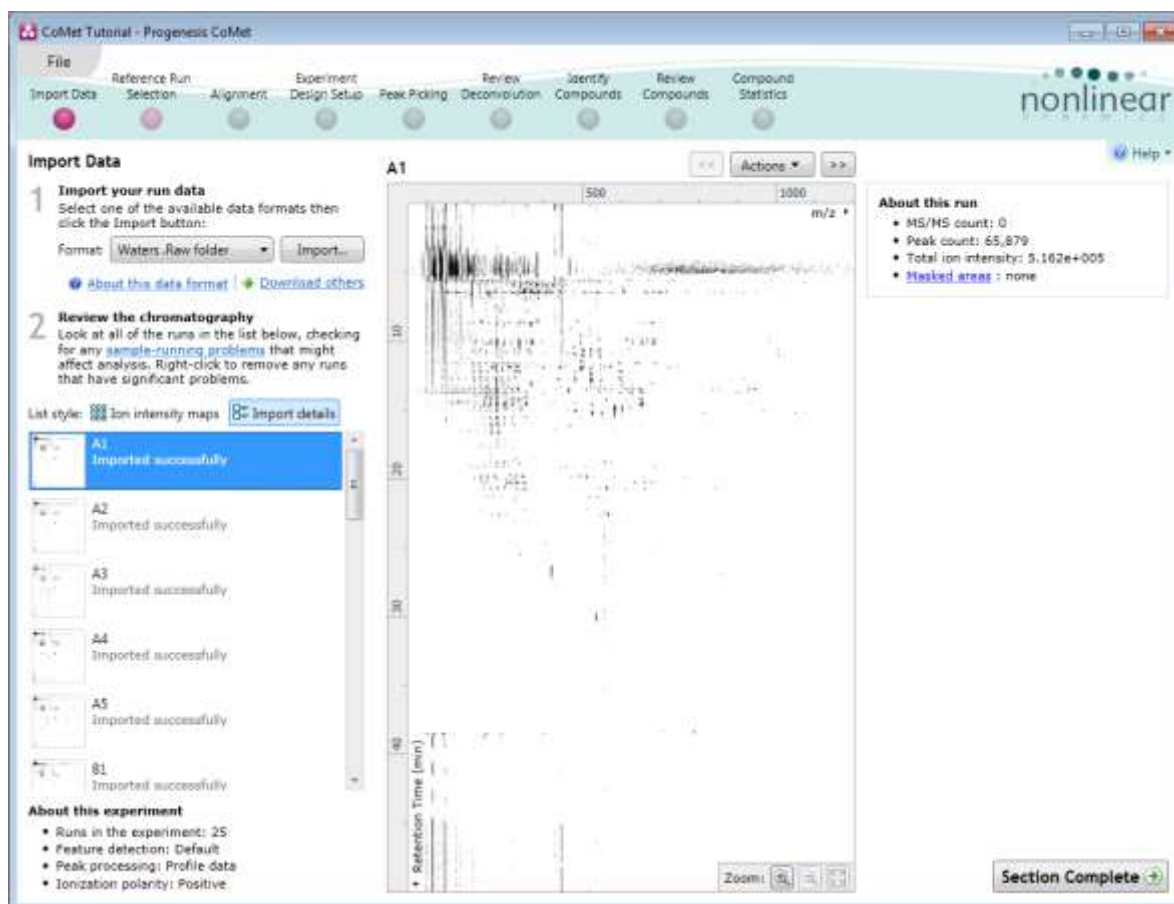 CoMet Tutorial - Progenesis CoMet
File
Import Data
Reference Run
Selection
Alignment
Experiment
Design Setup
Peak Picking
Review
Deconvolution
Identify
Compounds
Review
Compounds
Compound
Statistics
nonlinear
Help
Import Data
1 Import your run data
Select one of the available data formats then
click the Import button:
Format: Waters .Raw folder Import...
About this data format Download others
2 Review the chromatography
Look at all of the runs in the list below, checking
for any sample-running problems that might
affect analysis. Right-click to remove any runs
that have significant problems.
List style: Ion intensity maps Import details
A1
Imported successfully
A2
Imported successfully
A3
Imported successfully
A4
Imported successfully
A5
Imported successfully
B1
Imported successfully
About this experiment
• Runs in the experiment: 25
• Feature detection: Default
• Peak processing: Profile data
• Ionization polarity: Positive
A1
<< Actions >>
500 1000
m/z
10
20
30
40
Retention Time (min)
Zoom:
About this run
• MS/MS count: 0
• Peak count: 65,879
• Total ion intensity: 5.162e+005
• Masked areas : none
Section Complete